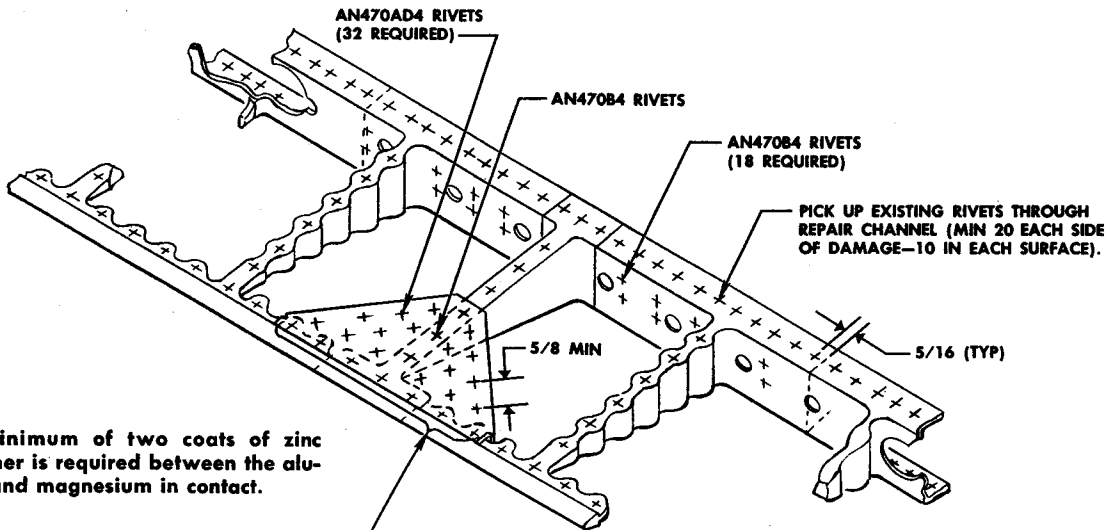 AN470AD4 RIVETS
(32 REQUIRED)
AN470B4 RIVETS
AN470B4 RIVETS
(18 REQUIRED)
PICK UP EXISTING RIVETS THROUGH
REPAIR CHANNEL (MIN 20 EACH SIDE
OF DAMAGE—10 IN EACH SURFACE).
5/8 MIN
5/16 (TYP)
inimum of two coats of zinc
ner is required between the alu-
and magnesium in contact.